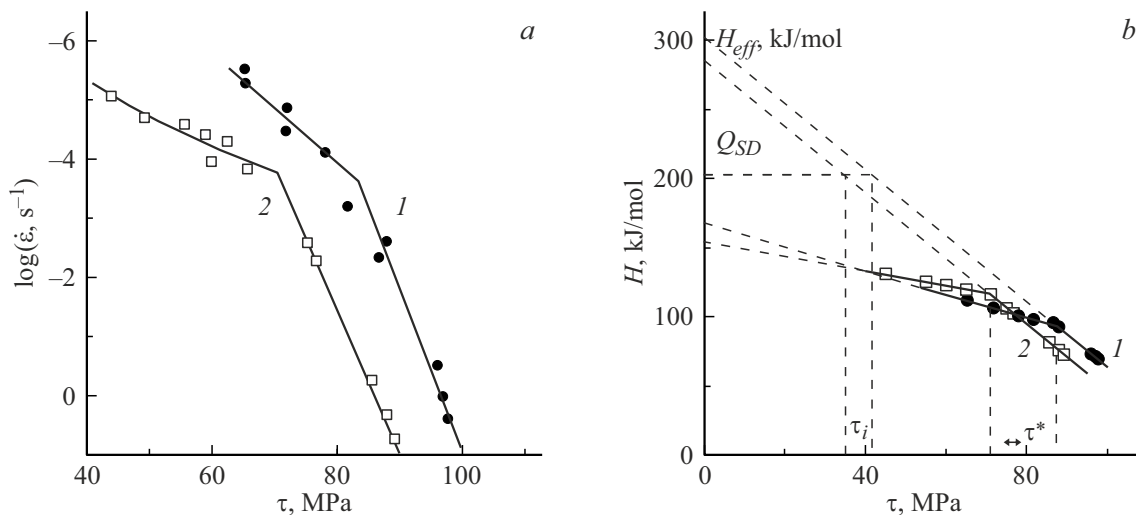 a
−6
−4
−2
0
log(ε̇, s⁻¹)
2
1
40
60
80
100
τ, MPa
b
300
200
100
0
H, kJ/mol
H_eff, kJ/mol
Q_SD
2
1
τ_i
τ*
0
40
80
τ, MPa